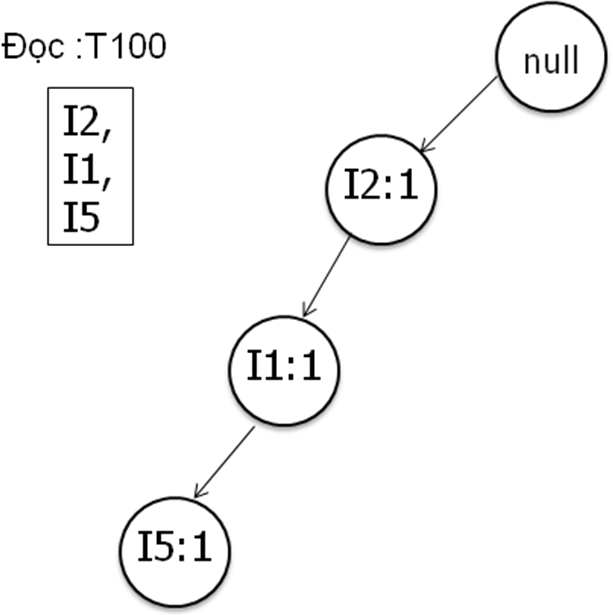 Đọc :T100
I2,
I1,
I5
null
I2:1
I1:1
I5:1